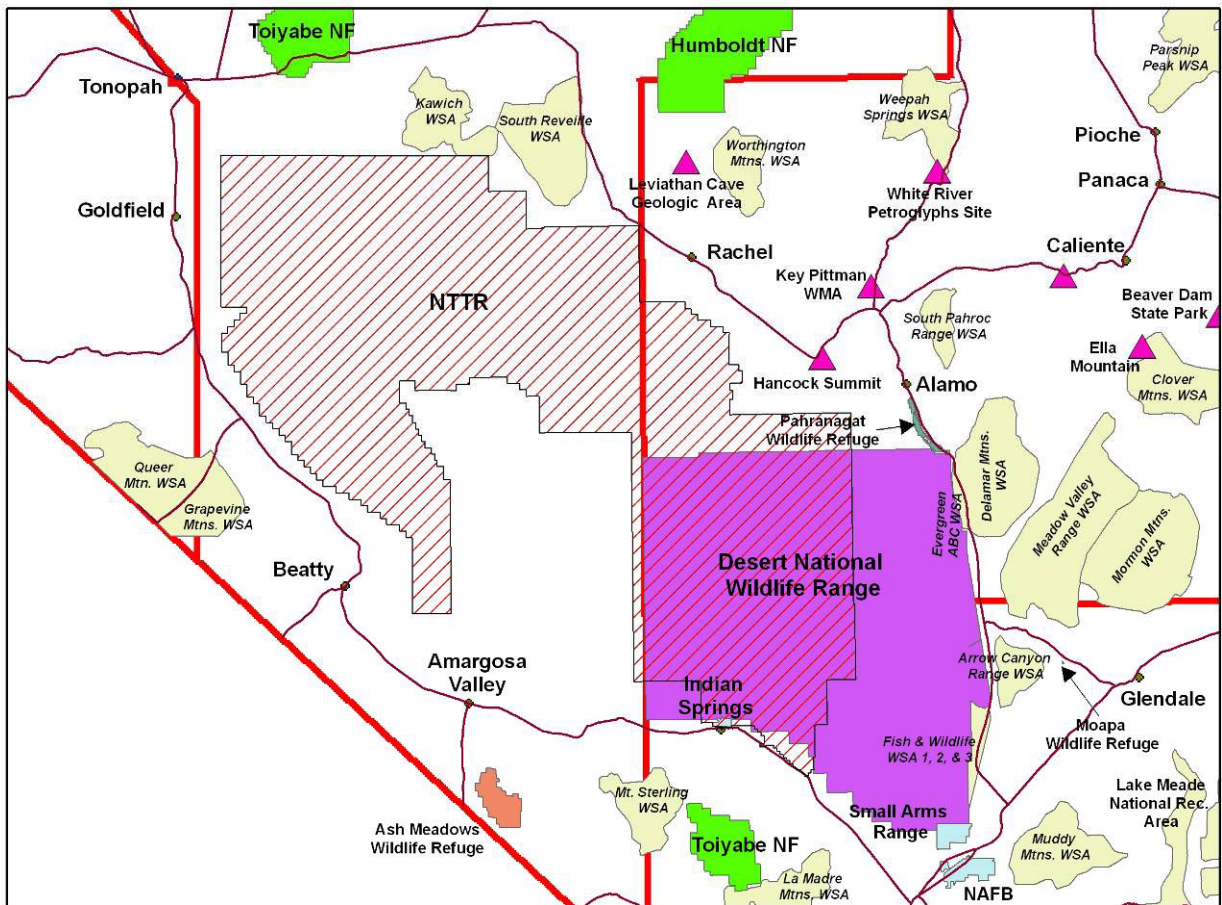 Toiyabe NF
Humboldt NF
Parsnip
Peak WSA
Tonopah
Kawich
WSA
South Reveille
WSA
Weepah
Springs WSA
Pioche
Worthington
Mtns. WSA
Leviathan Cave
Geologic Area
White River
Petroglyphs Site
Panaca
Goldfield
Rachel
Caliente
Key Pittman
WMA
NTTR
Beaver Dam
State Park
South Pahroc
Range WSA
Ella
Mountain
Hancock Summit
Alamo
Clover
Mtns. WSA
Pahranagat
Wildlife Refuge
Queer
Mtn. WSA
Grapevine
Mtns. WSA
Evergreen
ABC WSA
Delamar Mtns.
WSA
Meadow Valley
Range WSA
Mormon Mtns.
WSA
Desert National
Wildlife Range
Beatty
Amargosa
Valley
Indian
Springs
Arrow Canyon
Range WSA
Glendale
Moapa
Wildlife Refuge
Fish & Wildlife
WSA 1, 2, & 3
Mt. Sterling
WSA
Small Arms
Range
Lake Meade
National Rec.
Area
Ash Meadows
Wildlife Refuge
Toiyabe NF
Muddy
Mtns. WSA
La Madre
Mtns, WSA
NAFB